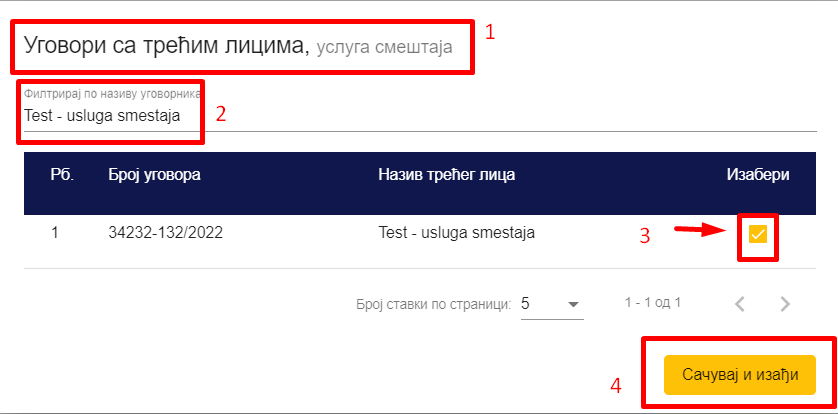 Уговори са трећим лицима, услуга смештаја 1
Филтрирај по називу уговорника
Test - usluga smestaja 2
Рб. Број уговора Назив трећег лица Изабери
1 34232-132/2022 Test - usluga smestaja 3
Број ставки по страници: 5 1 - 1 од 1
4 Сачувај и изађи